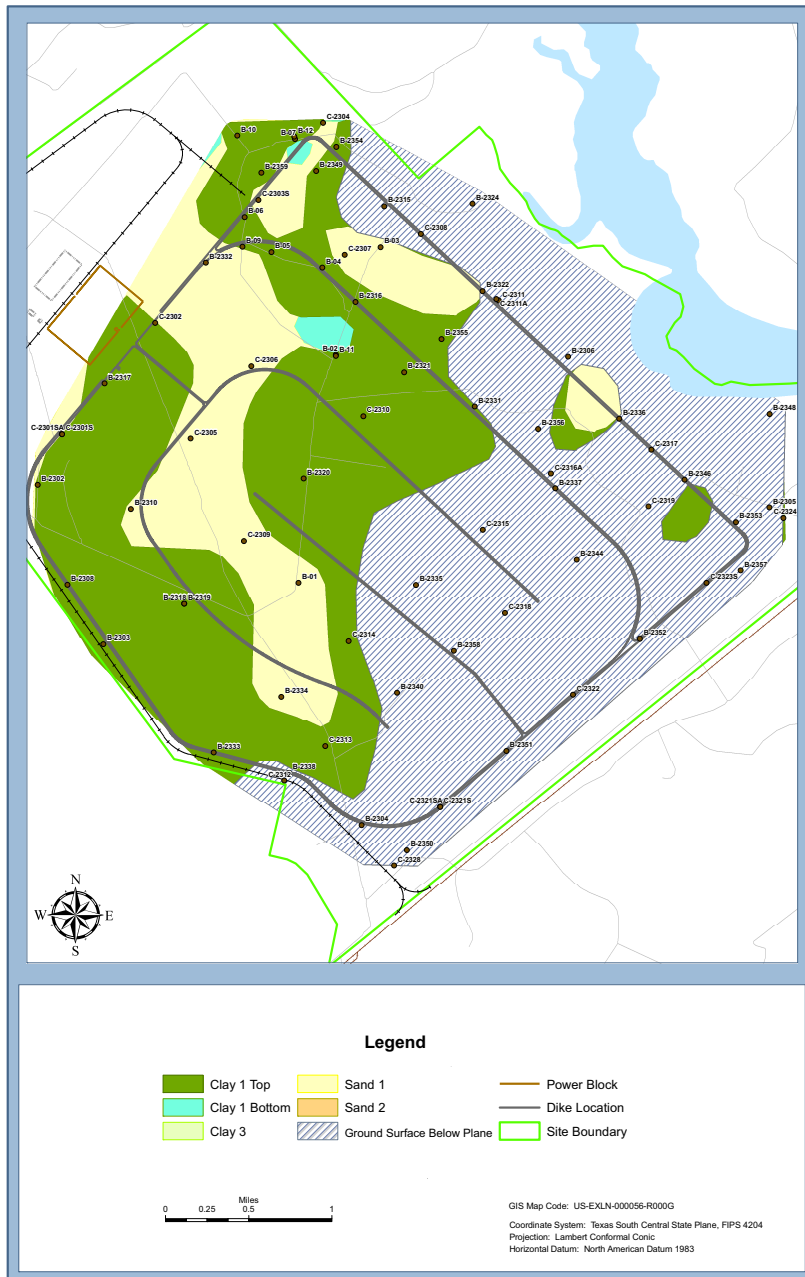 C-2304
B-10
B-07 B-12
B-2354
B-2359
B-2349
C-2303S
B-2315
B-2324
B-06
C-2308
B-09
B-05
C-2307
B-03
B-2332
B-04
B-2322
C-2311
C-2311A
B-2316
C-2302
B-2355
B-02 B-11
B-2306
C-2306
B-2321
B-2317
B-2331
B-2348
C-2310
B-2336
C-2301SA C-2301S
C-2305
B-2356
C-2317
B-2302
B-2320
C-2316A
B-2337
B-2346
B-2310
C-2319
B-2305
C-2324
B-2353
C-2315
C-2309
B-2344
B-2357
B-2308
B-01
B-2335
C-2323S
B-2318 B-2319
C-2318
B-2303
C-2314
B-2352
B-2358
B-2334
B-2340
C-2322
C-2313
B-2333
B-2351
B-2338
C-2312
C-2321SA C-2321S
B-2304
B-2350
C-2328
N
W E
S
Legend
Clay 1 Top
Sand 1
Power Block
Clay 1 Bottom
Sand 2
Dike Location
Clay 3
Ground Surface Below Plane
Site Boundary
Miles
0 0.25 0.5 1
GIS Map Code: US-EXLN-000056-R000G
Coordinate System: Texas South Central State Plane, FIPS 4204
Projection: Lambert Conformal Conic
Horizontal Datum: North American Datum 1983